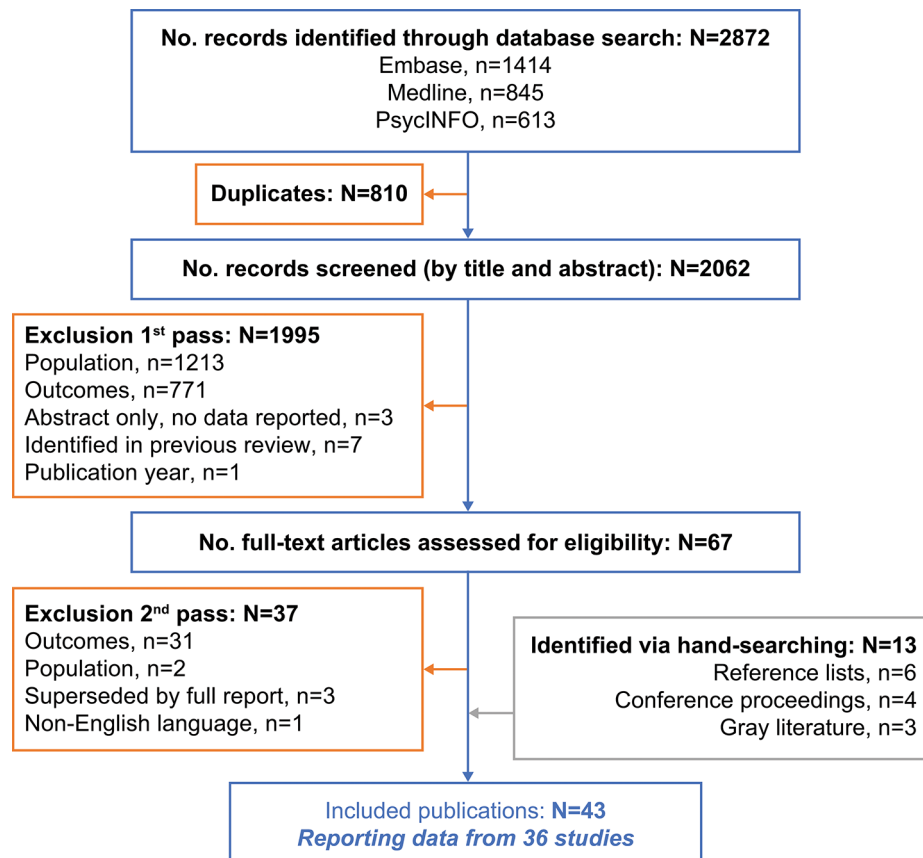 No. records identified through database search: N=2872
Embase, n=1414
Medline, n=845
PsycINFO, n=613
Duplicates: N=810
No. records screened (by title and abstract): N=2062
Exclusion 1st pass: N=1995
Population, n=1213
Outcomes, n=771
Abstract only, no data reported, n=3
Identified in previous review, n=7
Publication year, n=1
No. full-text articles assessed for eligibility: N=67
Exclusion 2nd pass: N=37
Outcomes, n=31
Population, n=2
Superseded by full report, n=3
Non-English language, n=1
Identified via hand-searching: N=13
Reference lists, n=6
Conference proceedings, n=4
Gray literature, n=3
Included publications: N=43
Reporting data from 36 studies